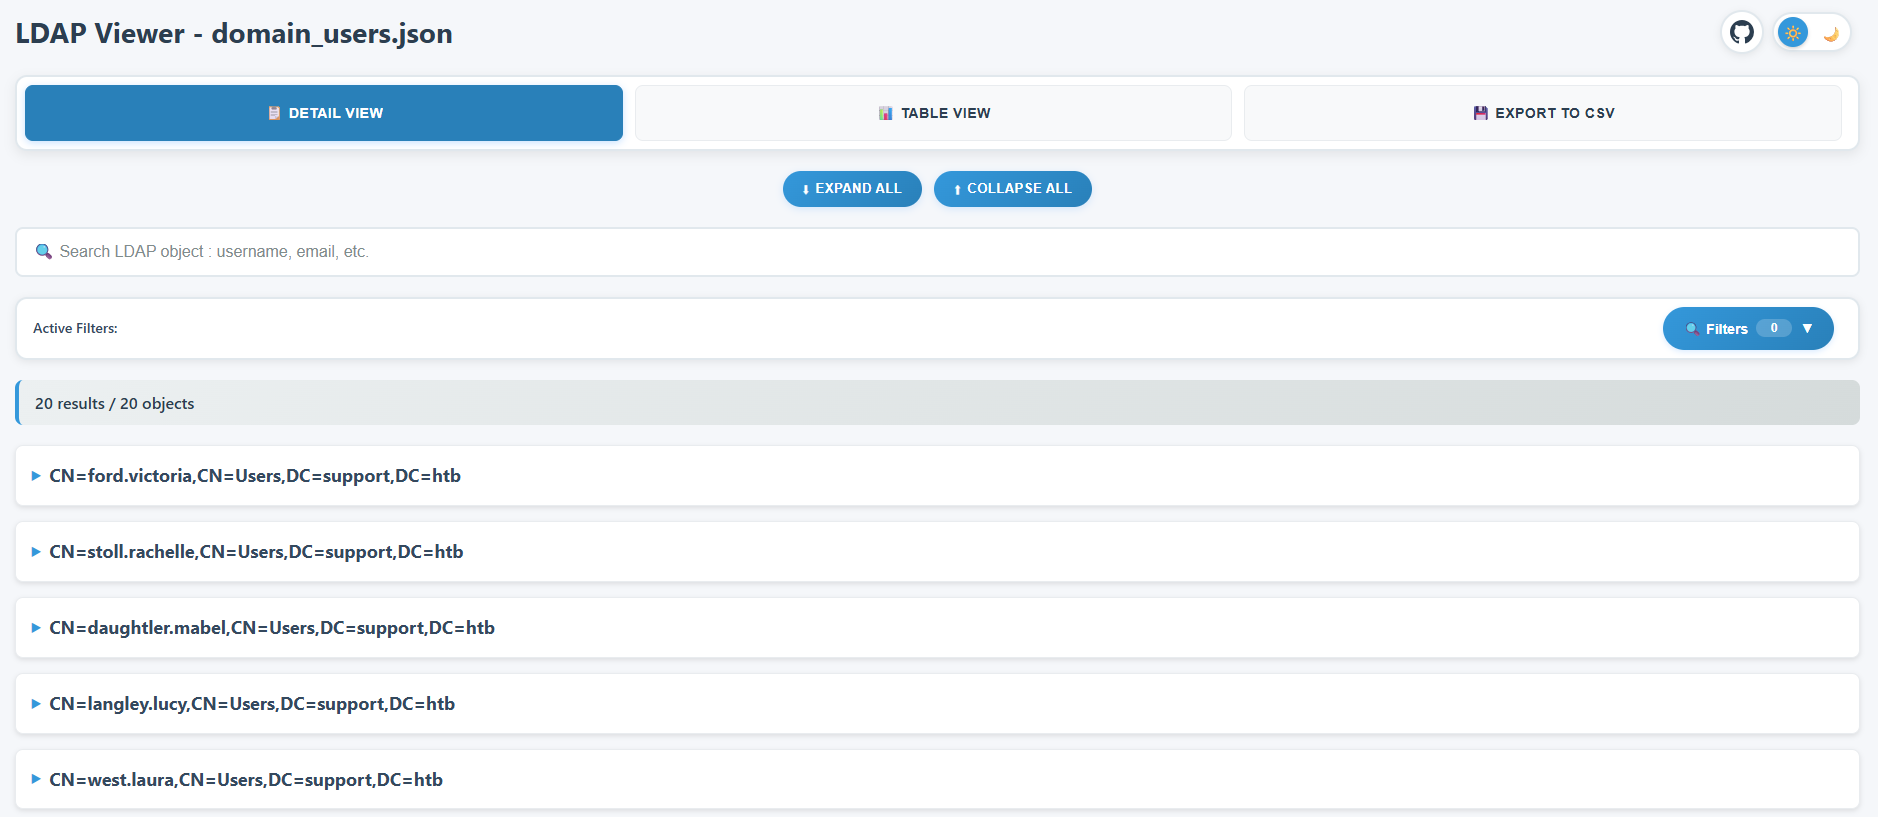 LDAP Viewer - domain_users.json
DETAIL VIEW
TABLE VIEW
EXPORT TO CSV
EXPAND ALL
COLLAPSE ALL
Search LDAP object : username, email, etc.
Active Filters:
Filters 0 ▼
20 results / 20 objects
CN=ford.victoria,CN=Users,DC=support,DC=htb
CN=stoll.rachelle,CN=Users,DC=support,DC=htb
CN=daughtler.mabel,CN=Users,DC=support,DC=htb
CN=langley.lucy,CN=Users,DC=support,DC=htb
CN=west.laura,CN=Users,DC=support,DC=htb